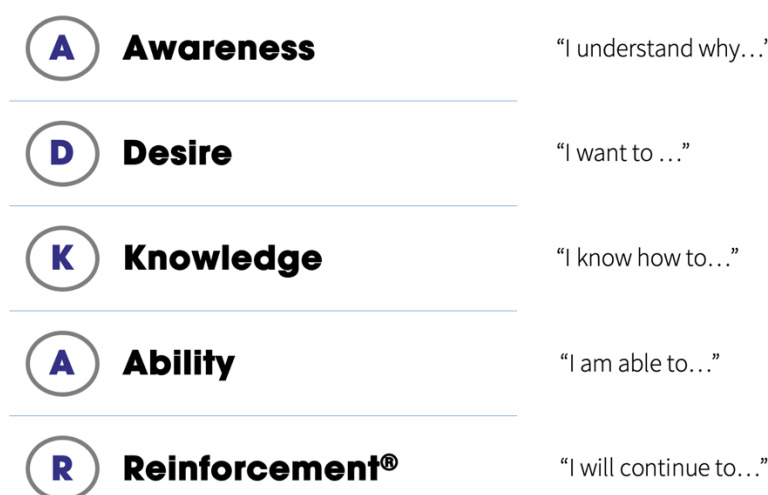 A Awareness “I understand why…’
D Desire “I want to …”
K Knowledge “I know how to…”
A Ability “I am able to…”
R Reinforcement® “I will continue to…”